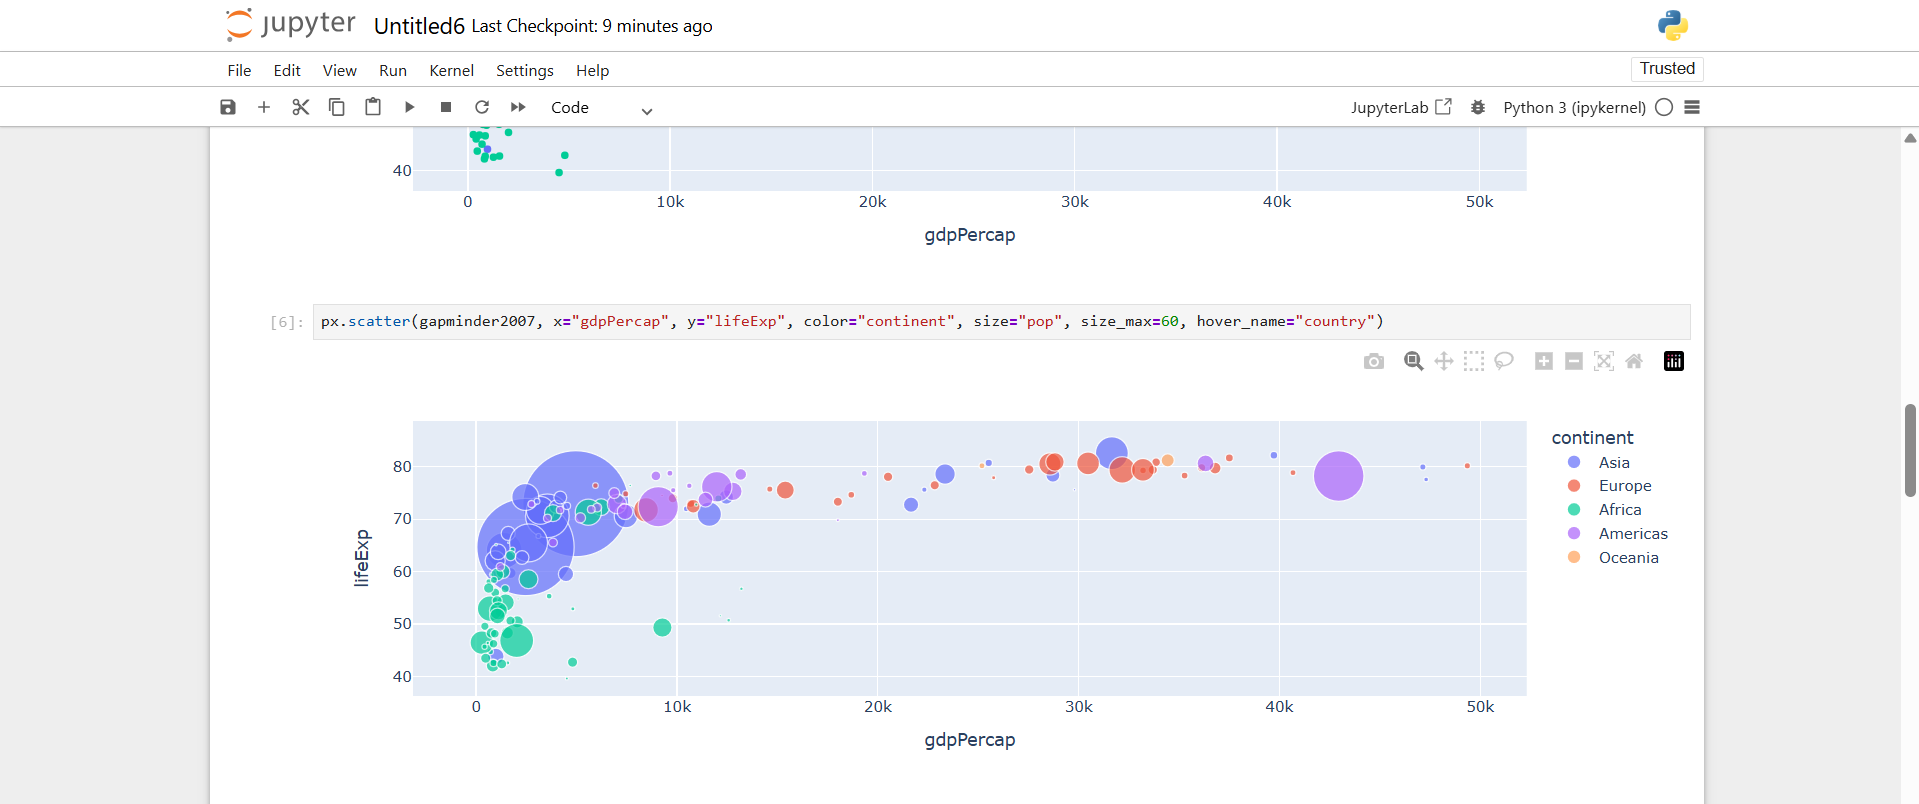 jupyter Untitled6 Last Checkpoint: 9 minutes ago
File Edit View Run Kernel Settings Help Trusted
Code JupyterLab Python 3 (ipykernel)
40
0 10k 20k 30k 40k 50k
gdpPercap
[6]: px.scatter(gapminder2007, x="gdpPercap", y="lifeExp", color="continent", size="pop", size_max=60, hover_name="country")
continent
Asia
Europe
Africa
Americas
Oceania
80
70
60
50
40
lifeExp
0 10k 20k 30k 40k 50k
gdpPercap